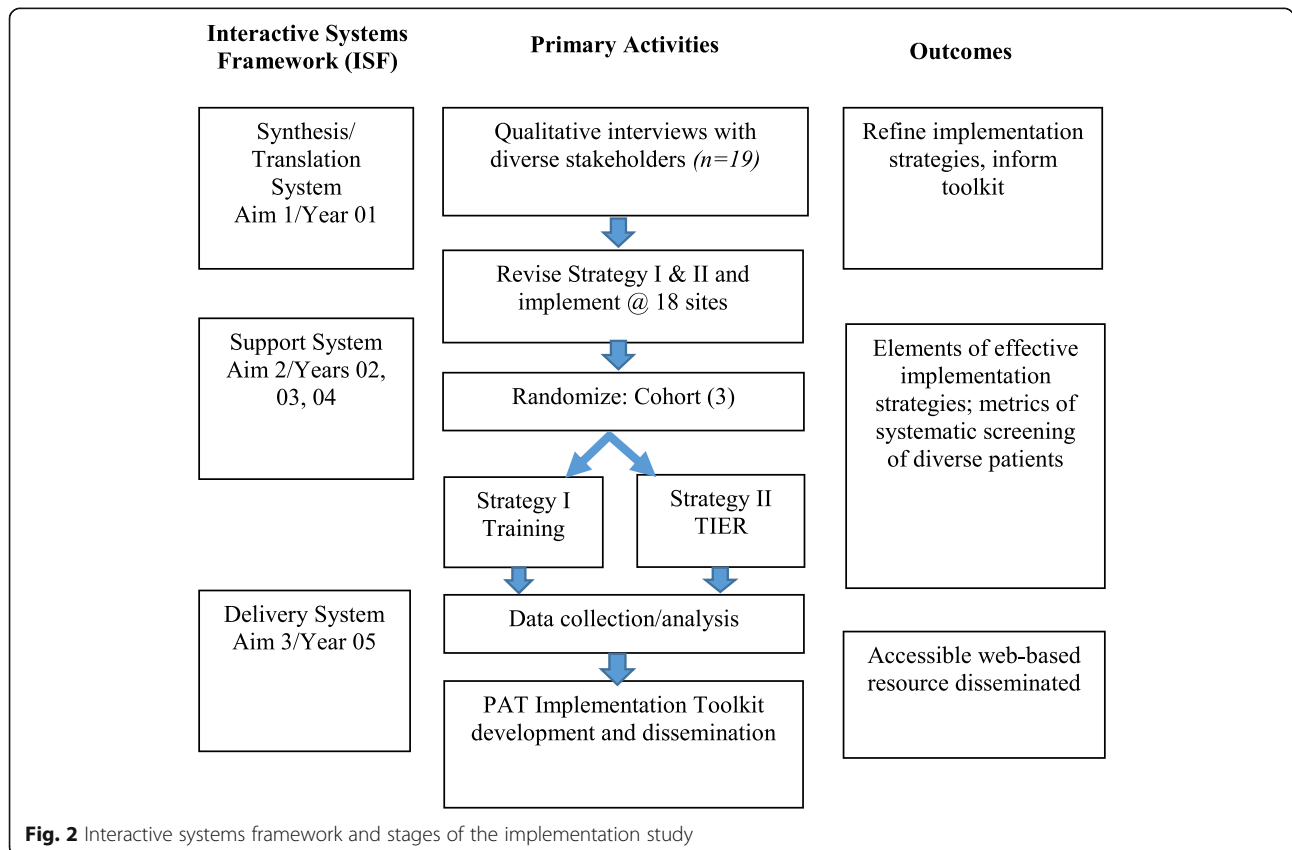 Interactive Systems
Framework (ISF)
Primary Activities
Outcomes
Synthesis/
Translation
System
Aim 1/Year 01
Qualitative interviews with
diverse stakeholders (n=19)
Refine implementation
strategies, inform
toolkit
Revise Strategy I & II and
implement @ 18 sites
Support System
Aim 2/Years 02,
03, 04
Randomize: Cohort (3)
Elements of effective
implementation
strategies; metrics of
systematic screening
of diverse patients
Strategy I
Training
Strategy II
TIER
Delivery System
Aim 3/Year 05
Data collection/analysis
Accessible web-based
resource disseminated
PAT Implementation Toolkit
development and dissemination
Fig. 2 Interactive systems framework and stages of the implementation study